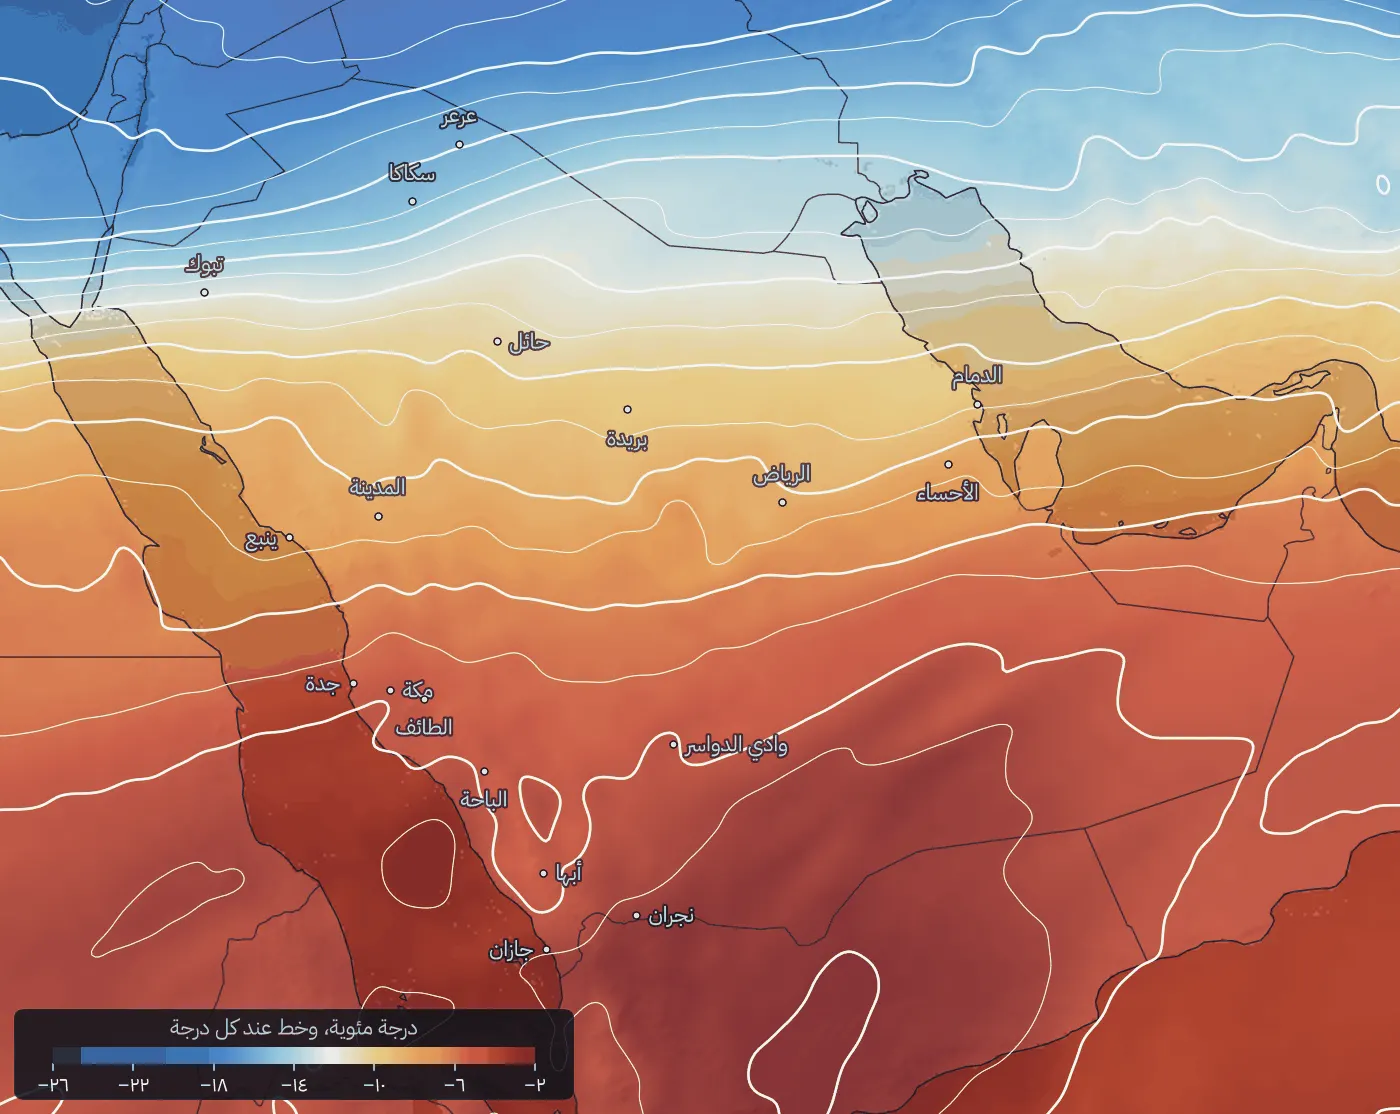 عرعر
سكاكا
تبوك
حائل
الدمام
بريدة
الرياض
الأحساء
المدينة
ينبع
جدة
مكة
الطائف
وادي الدواسر
الباحة
أبها
نجران
جازان
درجة مئوية، وخط عند كل درجة
−٢٦ −٢٢ −١٨ −١٤ −١٠ −٦ −٢